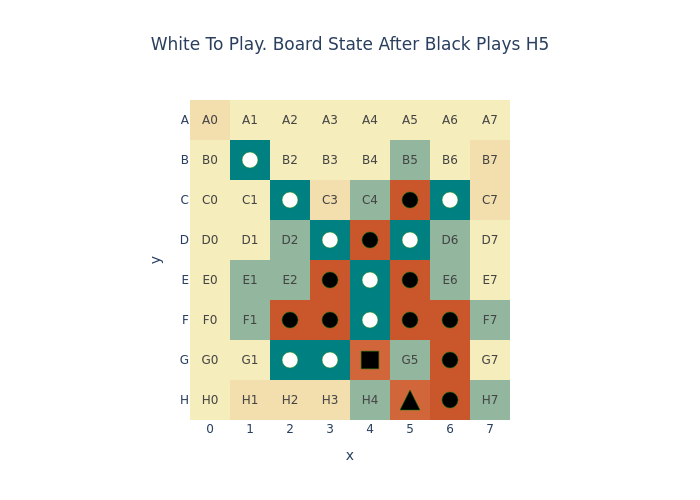 White To Play. Board State After Black Plays H5
A A0 A1 A2 A3 A4 A5 A6 A7
B B0 B2 B3 B4 B5 B6 B7
C C0 C1 C3 C4 C7
D D0 D1 D2 D6 D7
y
E E0 E1 E2 E6 E7
F F0 F1 F7
G G0 G1 G5 G7
H H0 H1 H2 H3 H4 H7
0 1 2 3 4 5 6 7
x